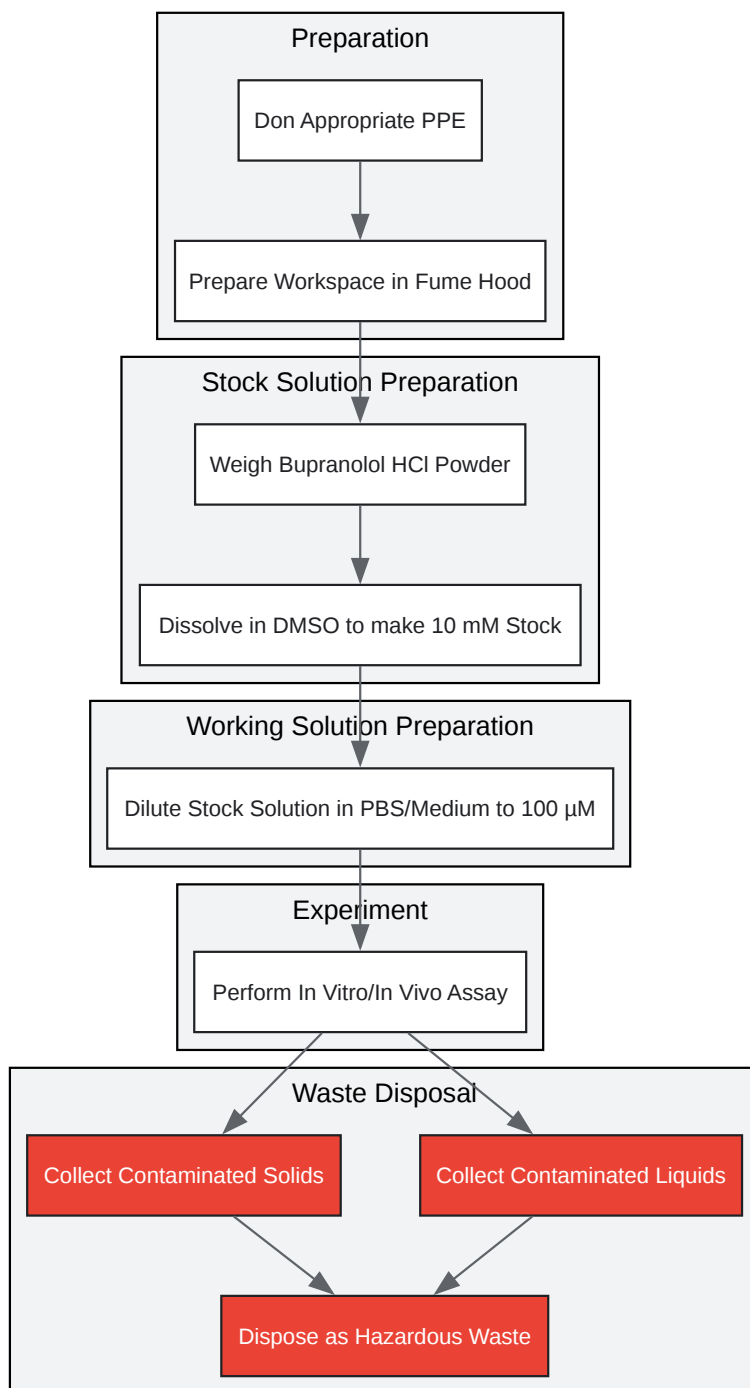 Preparation
Don Appropriate PPE
Prepare Workspace in Fume Hood
Stock Solution Preparation
Weigh Bupranolol HCl Powder
Dissolve in DMSO to make 10 mM Stock
Working Solution Preparation
Dilute Stock Solution in PBS/Medium to 100 µM
Experiment
Perform In Vitro/In Vivo Assay
Waste Disposal
Collect Contaminated Solids
Collect Contaminated Liquids
Dispose as Hazardous Waste